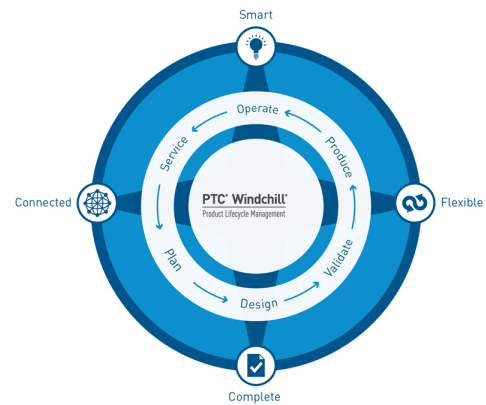 Smart
Operate
Service
Produce
PTC® Windchill®
Product Lifecycle Management
Connected
Flexible
Plan
Validate
Design
Complete